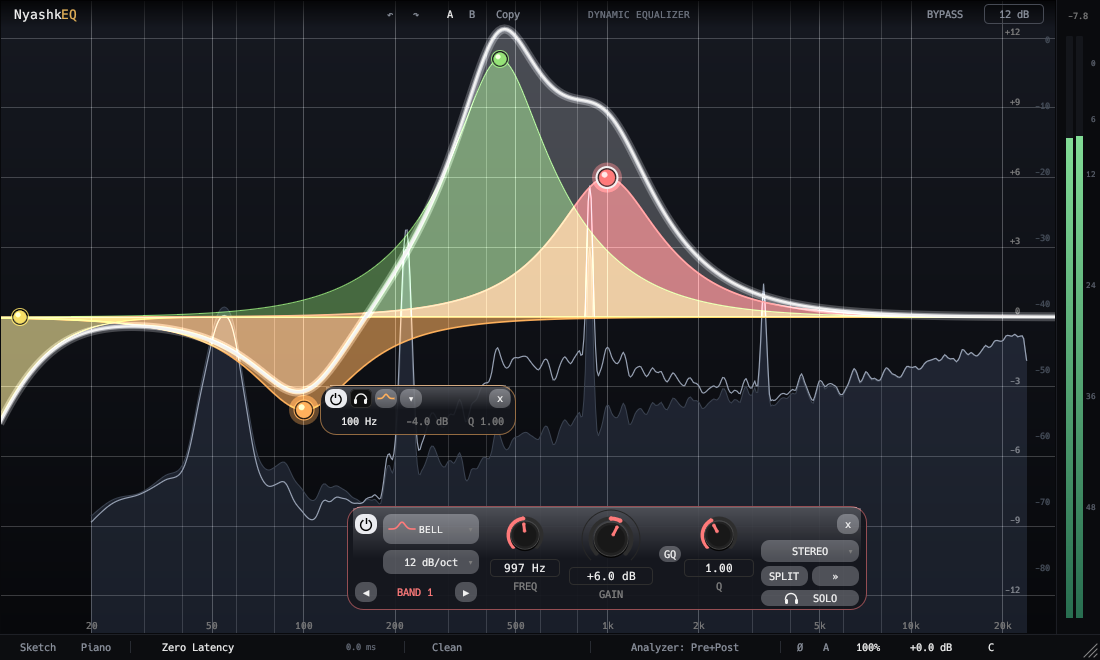 NyashkEQ ↶ ↷ A B Copy DYNAMIC EQUALIZER BYPASS 12 dB -7.8
+12 0
+9 -10
+6 -20
+3 -30
0 -40
-3 -50
-6 -60
-9 -70
-12 -80
0
6
12
24
36
48
100 Hz -4.0 dB Q 1.00
x
BELL x
12 dB/oct 997 Hz +6.0 dB GQ 1.00 STEREO
FREQ GAIN Q SPLIT »
◀ BAND 1 ▶ SOLO
20 50 100 200 500 1k 2k 5k 10k 20k
Sketch Piano Zero Latency 0.0 ms Clean Analyzer: Pre+Post Ø A 100% +0.0 dB C